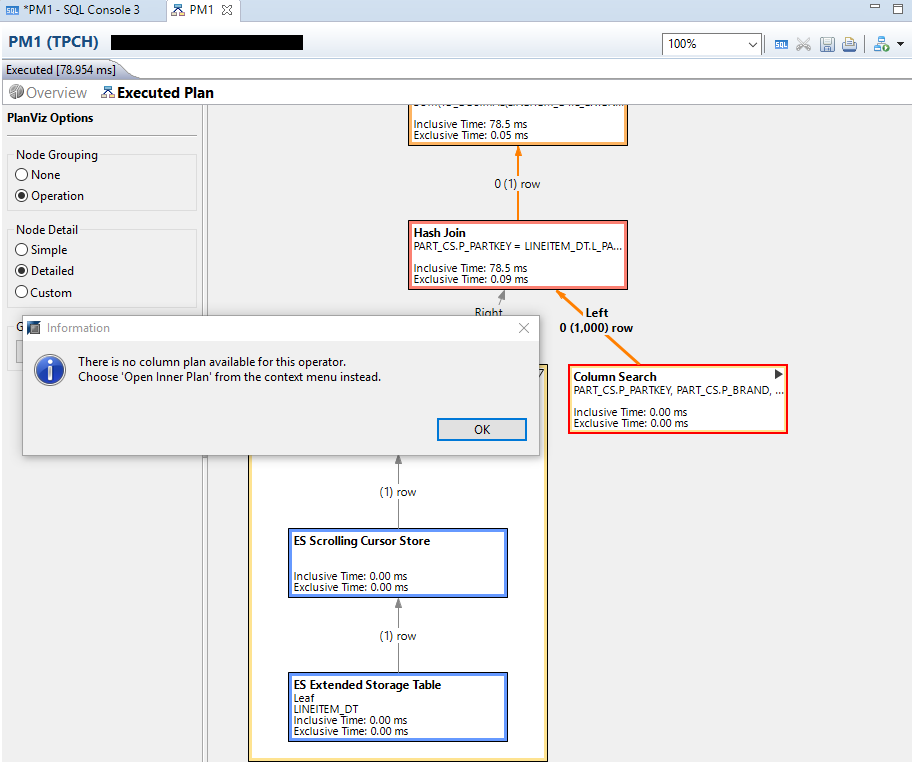 *PM1 - SQL Console 3
PM1
PM1 (TPCH)
100%
SQL
Executed [78.954 ms]
Overview
Executed Plan
PlanViz Options
Node Grouping
None
Operation
Node Detail
Simple
Detailed
Custom
G
Inclusive Time: 78.5 ms
Exclusive Time: 0.05 ms
0 (1) row
Hash Join
PART_CS.P_PARTKEY = LINEITEM_DT.L_PA...
Inclusive Time: 78.5 ms
Exclusive Time: 0.09 ms
Right
Left
0 (1,000) row
Column Search
PART_CS.P_PARTKEY, PART_CS.P_BRAND, ...
Inclusive Time: 0.00 ms
Exclusive Time: 0.00 ms
Information
There is no column plan available for this operator.
Choose 'Open Inner Plan' from the context menu instead.
OK
(1) row
ES Scrolling Cursor Store
Inclusive Time: 0.00 ms
Exclusive Time: 0.00 ms
(1) row
ES Extended Storage Table
Leaf
LINEITEM_DT
Inclusive Time: 0.00 ms
Exclusive Time: 0.00 ms